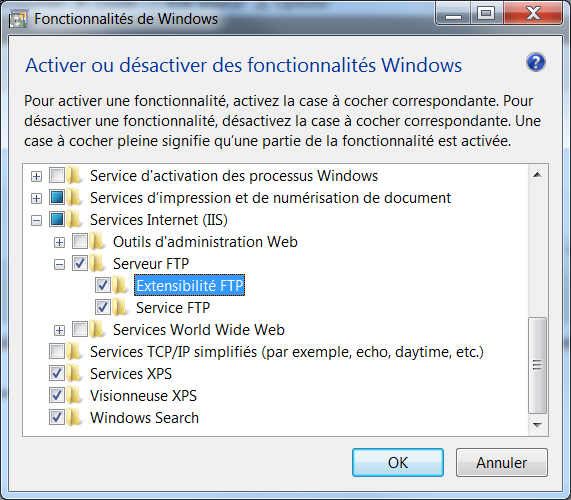 Fonctionnalités de Windows
Activer ou désactiver des fonctionnalités Windows
Pour activer une fonctionnalité, activez la case à cocher correspondante. Pour
désactiver une fonctionnalité, désactivez la case à cocher correspondante. Une
case à cocher pleine signifie qu'une partie de la fonctionnalité est activée.
Service d'activation des processus Windows
Services d'impression et de numérisation de document
Services Internet (IIS)
Outils d'administration Web
Serveur FTP
Extensibilité FTP
Service FTP
Services World Wide Web
Services TCP/IP simplifiés (par exemple, echo, daytime, etc.)
Services XPS
Visionneuse XPS
Windows Search
OK
Annuler